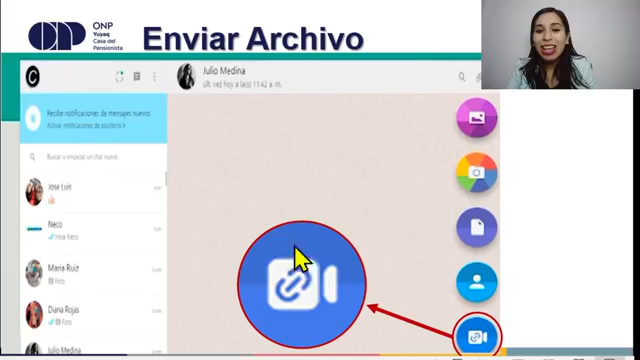 ONP
Yuyaq
Casa del
Pensionista
Enviar Archivo
Julio Medina
últ. vez hoy a la(s) 11:42 a. m.
Recibe notificaciones de mensajes nuevos
Activar notificaciones de escritorio
Buscar o empezar un chat nuevo
Jose Luis
Neco
Hola Neco
Maria Ruiz
Foto
Diana Rojas
Foto
Julio Medina